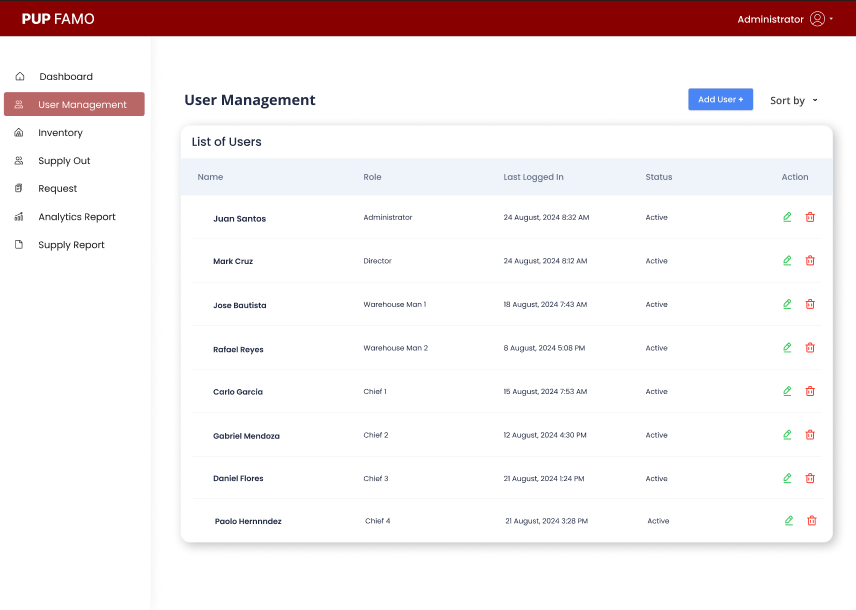 PUP FAMO
Administrator
Dashboard
User Management
Inventory
Supply Out
Request
Analytics Report
Supply Report
User Management
Add User +
Sort by
List of Users
Name Role Last Logged In Status Action
Juan Santos Administrator 24 August, 2024 8:32 AM Active
Mark Cruz Director 24 August, 2024 8:12 AM Active
Jose Bautista Warehouse Man 1 18 August, 2024 7:43 AM Active
Rafael Reyes Warehouse Man 2 8 August, 2024 5:08 PM Active
Carlo Garcia Chief 1 15 August, 2024 7:53 AM Active
Gabriel Mendoza Chief 2 12 August, 2024 4:30 PM Active
Daniel Flores Chief 3 21 August, 2024 1:24 PM Active
Paolo Hernnndez Chief 4 21 August, 2024 3:28 PM Active